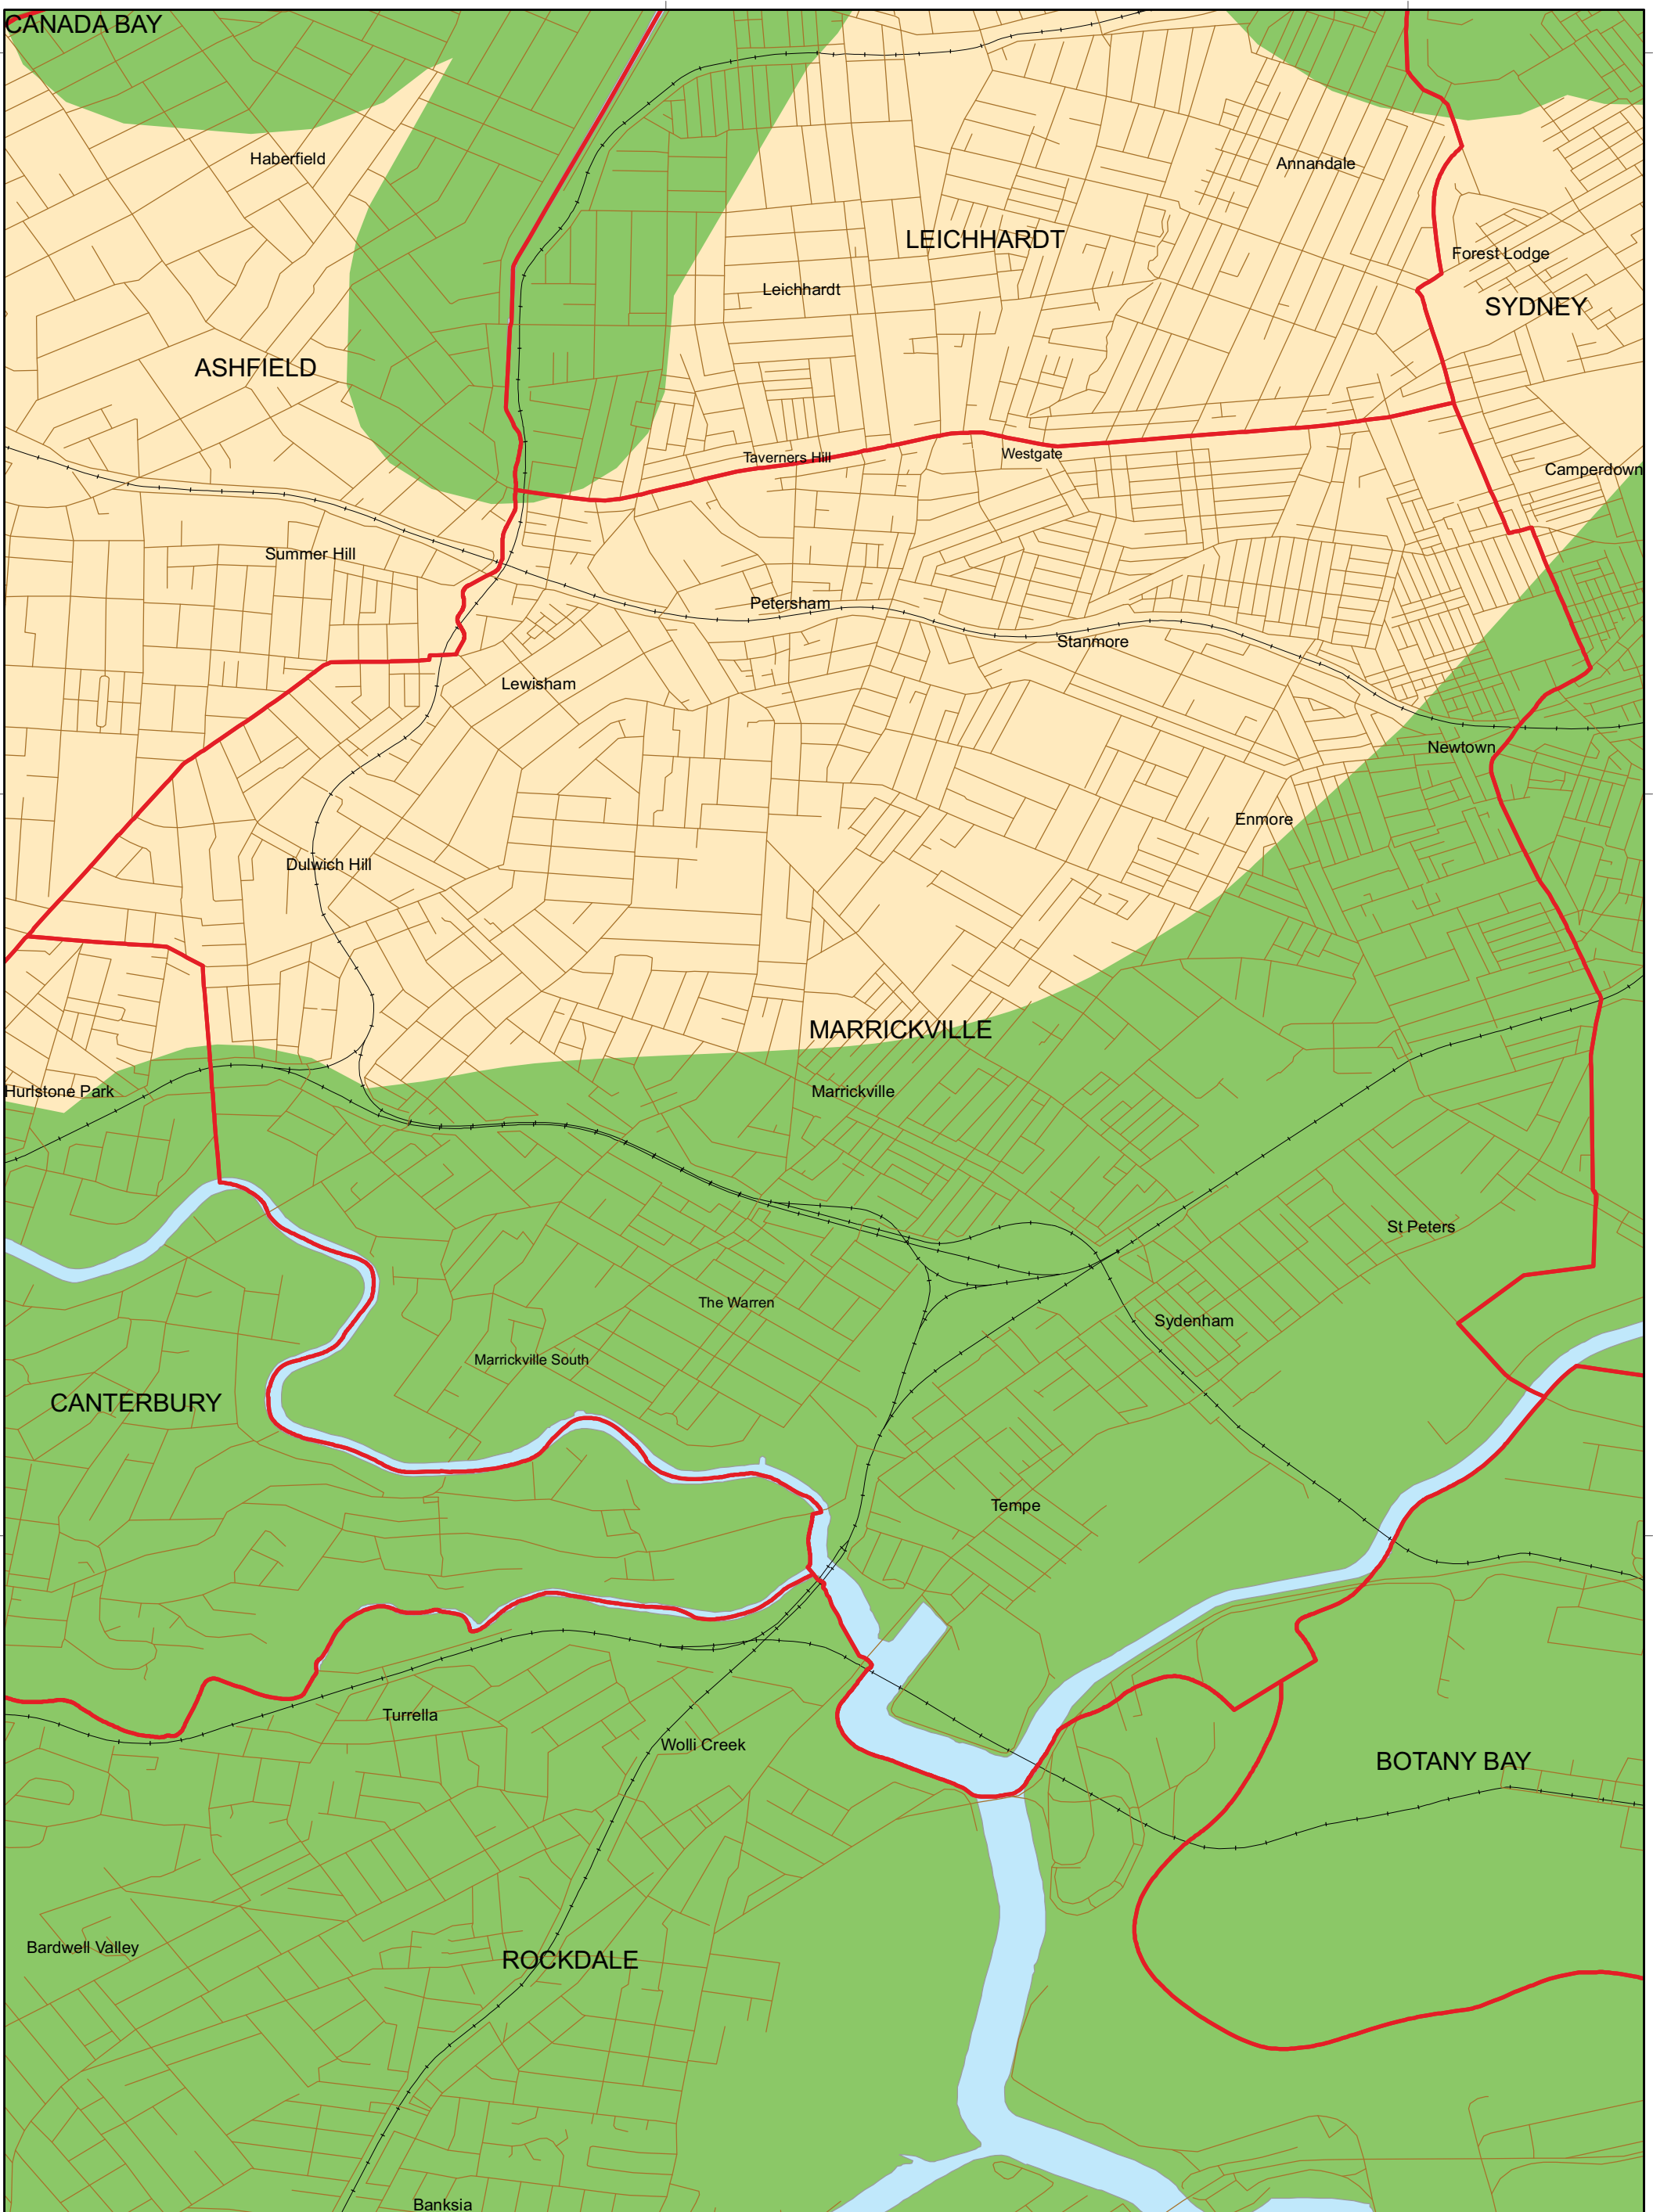 CANADA BAY
Haberfield
Annandale
LEICHHARDT
Forest Lodge
Leichhardt
SYDNEY
ASHFIELD
Taverners Hill
Westgate
Camperdown
Summer Hill
Petersham
Stanmore
Lewisham
Newtown
Enmore
Dulwich Hill
MARRICKVILLE
Hurlstone Park
Marrickville
St Peters
The Warren
Sydenham
Marrickville South
CANTERBURY
Tempe
Turrella
Wolli Creek
BOTANY BAY
Bardwell Valley
ROCKDALE
Banksia